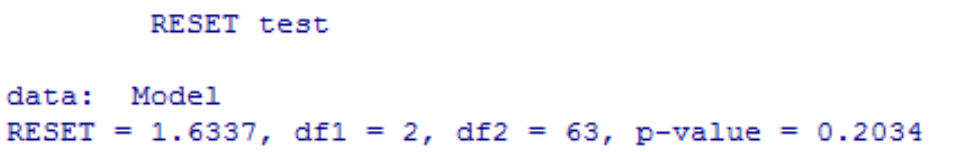 RESET test
data: Model
RESET = 1.6337, df1 = 2, df2 = 63, p-value = 0.2034